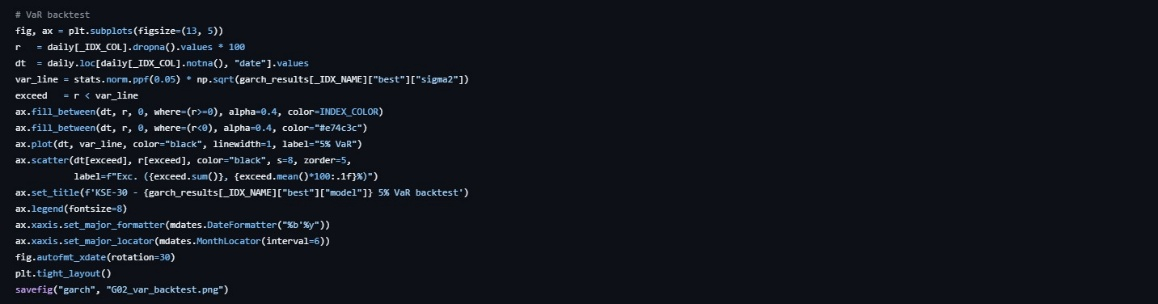 # VaR backtest
fig, ax = plt.subplots(figsize=(13, 5))
r   = daily[_IDX_COL].dropna().values * 100
dt  = daily.loc[daily[_IDX_COL].notna(), "date"].values
var_line = stats.norm.ppf(0.05) * np.sqrt(garch_results[_IDX_NAME]["best"]["sigma2"])
exceed   = r < var_line
ax.fill_between(dt, r, 0, where=(r>=0), alpha=0.4, color=INDEX_COLOR)
ax.fill_between(dt, r, 0, where=(r<0), alpha=0.4, color="#e74c3c")
ax.plot(dt, var_line, color="black", linewidth=1, label="5% VaR")
ax.scatter(dt[exceed], r[exceed], color="black", s=8, zorder=5,
           label=f"Exc. ({exceed.sum()}, {exceed.mean()*100:.1f}%)")
ax.set_title(f'KSE-30 - {garch_results[_IDX_NAME]["best"]["model"]} 5% VaR backtest')
ax.legend(fontsize=8)
ax.xaxis.set_major_formatter(mdates.DateFormatter("%b'%y"))
ax.xaxis.set_major_locator(mdates.MonthLocator(interval=6))
fig.autofmt_xdate(rotation=30)
plt.tight_layout()
savefig("garch", "G02_var_backtest.png")